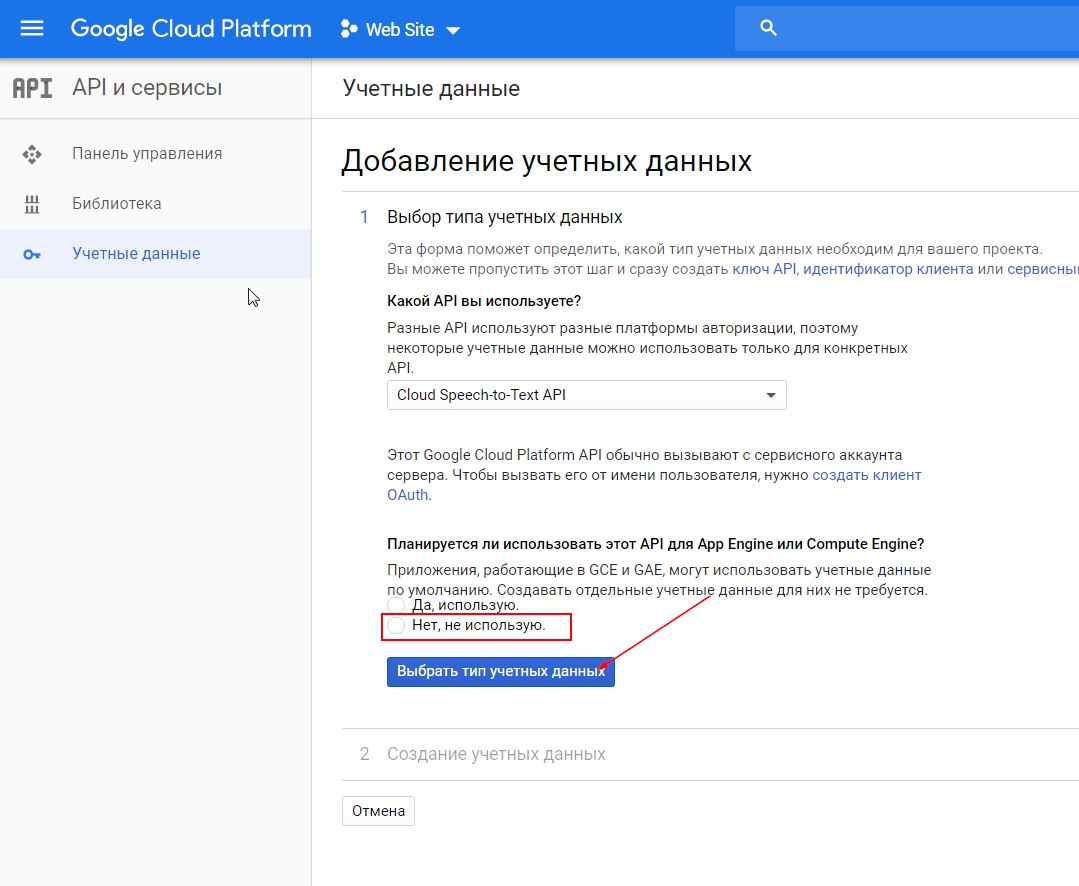 Google Cloud Platform Web Site
API API и сервисы
Учетные данные
Панель управления
Библиотека
Учетные данные
Добавление учетных данных
1 Выбор типа учетных данных
Эта форма поможет определить, какой тип учетных данных необходим для вашего проекта.
Вы можете пропустить этот шаг и сразу создать ключ API, идентификатор клиента или сервисны
Какой API вы используете?
Разные API используют разные платформы авторизации, поэтому
некоторые учетные данные можно использовать только для конкретных
API.
Cloud Speech-to-Text API
Этот Google Cloud Platform API обычно вызывают с сервисного аккаунта
сервера. Чтобы вызвать его от имени пользователя, нужно создать клиент
OAuth.
Планируется ли использовать этот API для App Engine или Compute Engine?
Приложения, работающие в GCE и GAE, могут использовать учетные данные
по умолчанию. Создавать отдельные учетные данные для них не требуется.
Да, использую.
Нет, не использую.
Выбрать тип учетных данных
2 Создание учетных данных
Отмена